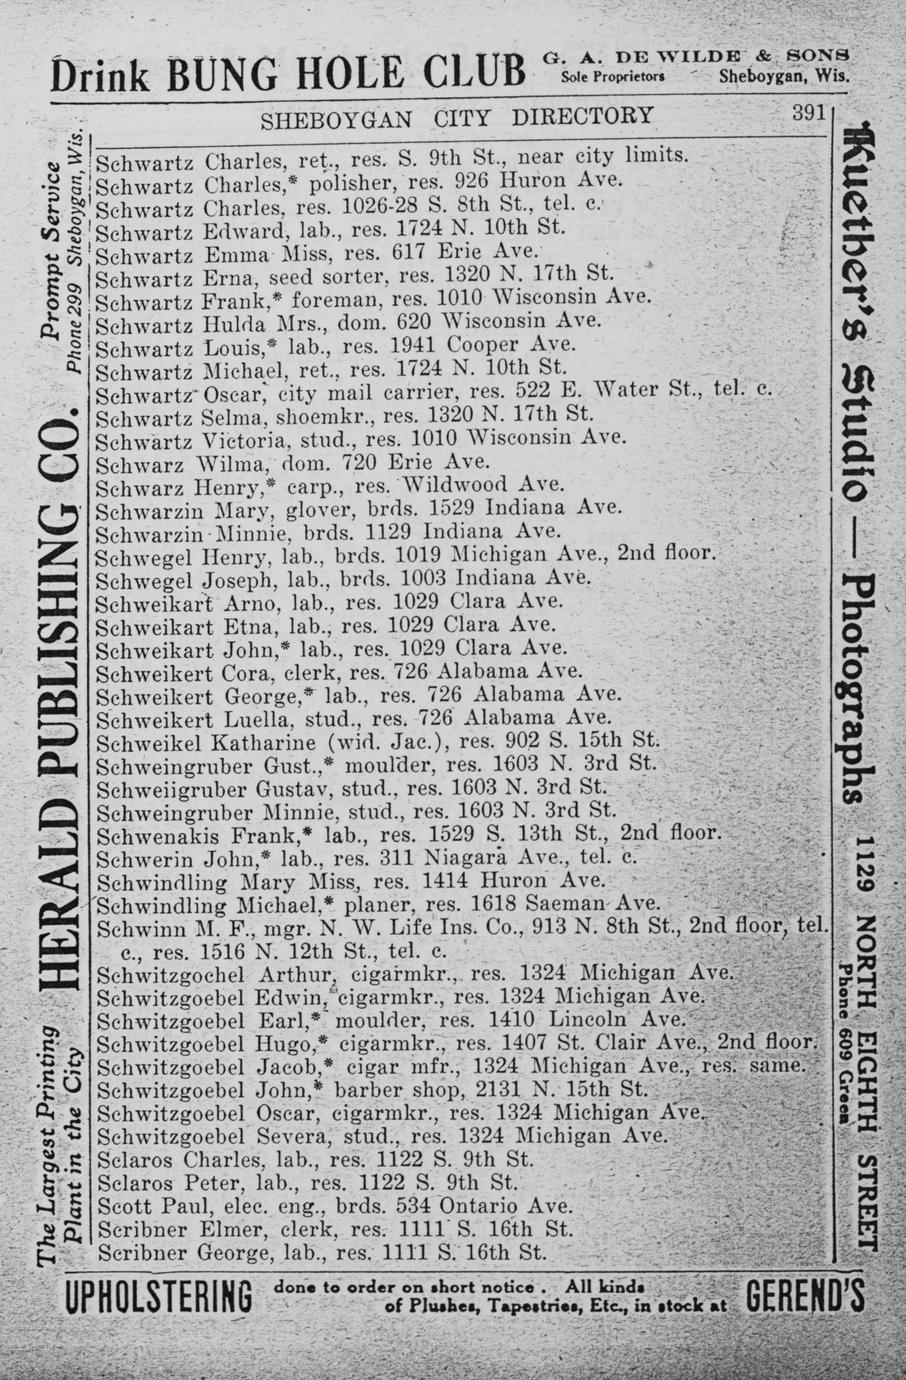 Drink BUNG HOLE CLUB G. A. DE WILDE & SONS
Sole Proprietors Sheboygan, Wis.
SHEBOYGAN CITY DIRECTORY 391
Schwartz Charles, ret., res. S. 9th St., near city limits.
Schwartz Charles,* polisher, res. 926 Huron Ave.
Schwartz Charles, res. 1026-28 S. 8th St., tel. c.
Schwartz Edward, lab., res. 1724 N. 10th St.
Schwartz Emma Miss, res. 617 Erie Ave.
Schwartz Erna, seed sorter, res. 1320 N. 17th St.
Schwartz Frank,* foreman, res. 1010 Wisconsin Ave.
Schwartz Hulda Mrs., dom. 620 Wisconsin Ave.
Schwartz Louis,* lab., res. 1941 Cooper Ave.
Schwartz Michael, ret., res. 1724 N. 10th St.
Schwartz Oscar, city mail carrier, res. 522 E. Water St., tel. c.
Schwartz Selma, shoemkr., res. 1320 N. 17th St.
Schwartz Victoria, stud., res. 1010 Wisconsin Ave.
Schwarz Wilma, dom. 720 Erie Ave.
Schwarz Henry,* carp., res. Wildwood Ave.
Schwarzin Mary, glover, brds. 1529 Indiana Ave.
Schwarzin Minnie, brds. 1129 Indiana Ave.
Schwegel Henry, lab., brds. 1019 Michigan Ave., 2nd floor.
Schwegel Joseph, lab., brds. 1003 Indiana Ave.
Schweikart Arno, lab., res. 1029 Clara Ave.
Schweikart Etna, lab., res. 1029 Clara Ave.
Schweikart John,* lab., res. 1029 Clara Ave.
Schweikert Cora, clerk, res. 726 Alabama Ave.
Schweikert George,* lab., res. 726 Alabama Ave.
Schweikert Luella, stud., res. 726 Alabama Ave.
Schweikel Katharine (wid. Jac.), res. 902 S. 15th St.
Schweingruber Gust.,* moulder, res. 1603 N. 3rd St.
Schweiigruber Gustav, stud., res. 1603 N. 3rd St.
Schweingruber Minnie, stud., res. 1603 N. 3rd St.
Schwenakis Frank,* lab., res. 1529 S. 13th St., 2nd floor.
Schwerin John,* lab., res. 311 Niagara Ave., tel. c.
Schwindling Mary Miss, res. 1414 Huron Ave.
Schwindling Michael,* planer, res. 1618 Saeman Ave.
Schwinn M. F., mgr. N. W. Life Ins. Co., 913 N. 8th St., 2nd floor, tel.
c., res. 1516 N. 12th St., tel. c.
Schwitzgochel Arthur, cigarmkr., res. 1324 Michigan Ave.
Schwitzgoebel Edwin, cigarmkr., res. 1324 Michigan Ave.
Schwitzgoebel Earl,* moulder, res. 1410 Lincoln Ave.
Schwitzgoebel Hugo,* cigarmkr., res. 1407 St. Clair Ave., 2nd floor.
Schwitzgoebel Jacob,* cigar mfr., 1324 Michigan Ave., res. same.
Schwitzgoebel John,* barber shop, 2131 N. 15th St.
Schwitzgoebel Oscar, cigarmkr., res. 1324 Michigan Ave.
Schwitzgoebel Severa, stud., res. 1324 Michigan Ave.
Sclaros Charles, lab., res. 1122 S. 9th St.
Sclaros Peter, lab., res. 1122 S. 9th St.
Scott Paul, elec. eng., brds. 534 Ontario Ave.
Scribner Elmer, clerk, res. 1111 S. 16th St.
Scribner George, lab., res. 1111 S. 16th St.
The Largest Printing
Plant in the City
HERALD PUBLISHING CO.
Prompt Service
Phone 299 Sheboygan, Wis.
Kuether's Studio — Photographs 1129 NORTH EIGHTH STREET
Phone 609 Green
UPHOLSTERING done to order on short notice. All kinds
of Plushes, Tapestries, Etc., in stock at GEREND'S